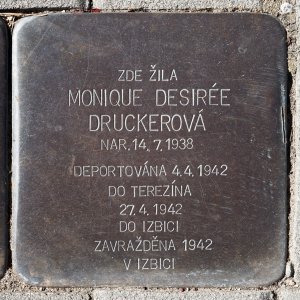 ZDE ŽILA
MONIQUE DESIRÉE
DRUCKEROVÁ
NAR. 14. 7. 1938
DEPORTOVÁNA 4. 4. 1942
DO TEREZÍNA
27. 4. 1942
DO IZBICI
ZAVRAŽDĚNA 1942
V IZBICI